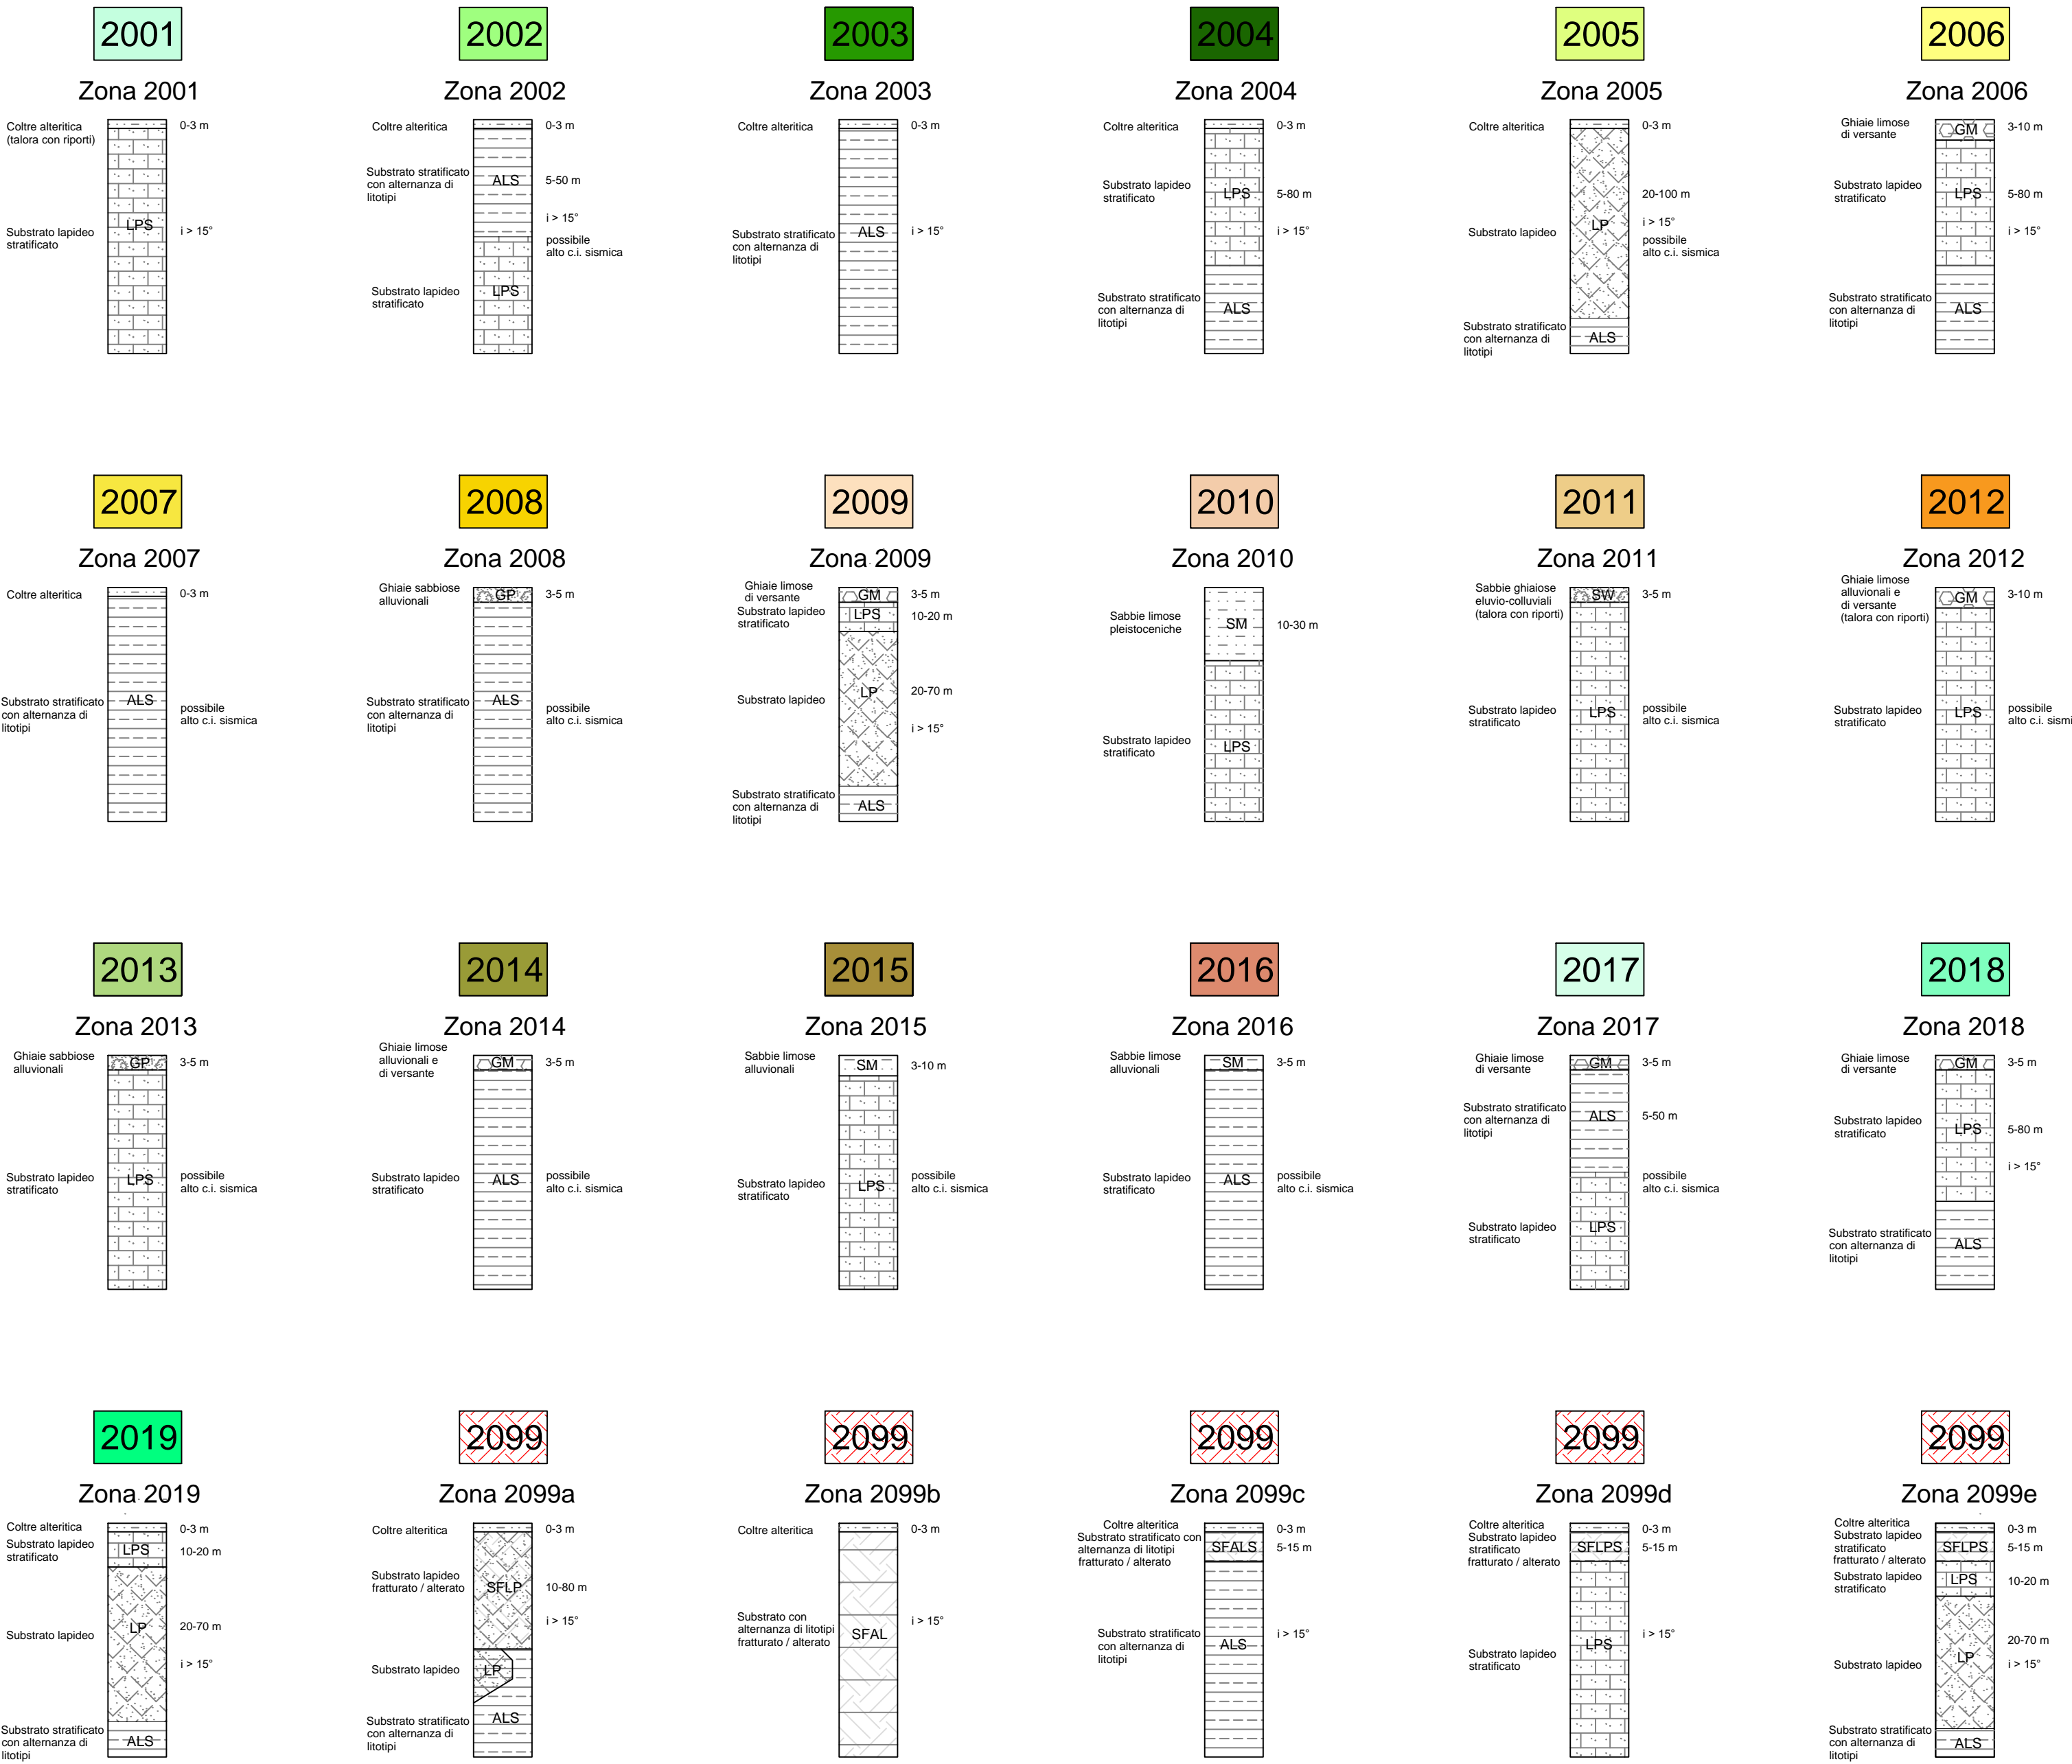 2001
Zona 2001
Coltre alteritica
(talora con riporti)
0-3 m
LPS
i > 15°
Substrato lapideo
stratificato
2002
Zona 2002
Coltre alteritica
0-3 m
Substrato stratificato
con alternanza di
litotipi
ALS
5-50 m
i > 15°
possibile
alto c.i. sismica
Substrato lapideo
stratificato
LPS
2003
Zona 2003
Coltre alteritica
0-3 m
Substrato stratificato
con alternanza di
litotipi
ALS
i > 15°
2004
Zona 2004
Coltre alteritica
0-3 m
Substrato lapideo
stratificato
LPS
5-80 m
i > 15°
Substrato stratificato
con alternanza di
litotipi
ALS
2005
Zona 2005
Coltre alteritica
0-3 m
20-100 m
Substrato lapideo
LP
i > 15°
possibile
alto c.i. sismica
Substrato stratificato
con alternanza di
litotipi
ALS
2006
Zona 2006
Ghiaie limose
di versante
GM
3-10 m
Substrato lapideo
stratificato
LPS
5-80 m
i > 15°
Substrato stratificato
con alternanza di
litotipi
ALS
2007
Zona 2007
Coltre alteritica
0-3 m
Substrato stratificato
con alternanza di
litotipi
ALS
possibile
alto c.i. sismica
2008
Zona 2008
Ghiaie sabbiose
alluvionali
GP
3-5 m
Substrato stratificato
con alternanza di
litotipi
ALS
possibile
alto c.i. sismica
2009
Zona 2009
Ghiaie limose
di versante
GM
3-5 m
Substrato lapideo
stratificato
LPS
10-20 m
Substrato lapideo
LP
20-70 m
i > 15°
Substrato stratificato
con alternanza di
litotipi
ALS
2010
Zona 2010
Sabbie limose
pleistoceniche
SM
10-30 m
Substrato lapideo
stratificato
LPS
2011
Zona 2011
Sabbie ghiaiose
eluvio-colluviali
(talora con riporti)
SW
3-5 m
Substrato lapideo
stratificato
LPS
possibile
alto c.i. sismica
2012
Zona 2012
Ghiaie limose
alluvionali e
di versante
(talora con riporti)
GM
3-10 m
Substrato lapideo
stratificato
LPS
possibile
alto c.i. sismi
2013
Zona 2013
Ghiaie sabbiose
alluvionali
GP
3-5 m
Substrato lapideo
stratificato
LPS
possibile
alto c.i. sismica
2014
Zona 2014
Ghiaie limose
alluvionali e
di versante
GM
3-5 m
Substrato lapideo
stratificato
ALS
possibile
alto c.i. sismica
2015
Zona 2015
Sabbie limose
alluvionali
SM
3-10 m
Substrato lapideo
stratificato
LPS
possibile
alto c.i. sismica
2016
Zona 2016
Sabbie limose
alluvionali
SM
3-5 m
Substrato lapideo
stratificato
ALS
possibile
alto c.i. sismica
2017
Zona 2017
Ghiaie limose
di versante
GM
3-5 m
Substrato stratificato
con alternanza di
litotipi
ALS
5-50 m
possibile
alto c.i. sismica
Substrato lapideo
stratificato
LPS
2018
Zona 2018
Ghiaie limose
di versante
GM
3-5 m
Substrato lapideo
stratificato
LPS
5-80 m
i > 15°
Substrato stratificato
con alternanza di
litotipi
ALS
2019
Zona 2019
Coltre alteritica
0-3 m
Substrato lapideo
stratificato
LPS
10-20 m
Substrato lapideo
LP
20-70 m
i > 15°
Substrato stratificato
con alternanza di
litotipi
ALS
2099
Zona 2099a
Coltre alteritica
0-3 m
Substrato lapideo
fratturato / alterato
SFLP
10-80 m
i > 15°
Substrato lapideo
LP
Substrato stratificato
con alternanza di
litotipi
ALS
2099
Zona 2099b
Coltre alteritica
0-3 m
Substrato con
alternanza di litotipi
fratturato / alterato
SFAL
i > 15°
2099
Zona 2099c
Coltre alteritica
0-3 m
Substrato stratificato con
alternanza di litotipi
fratturato / alterato
SFALS
5-15 m
Substrato stratificato
con alternanza di
litotipi
ALS
i > 15°
2099
Zona 2099d
Coltre alteritica
0-3 m
Substrato lapideo
stratificato
fratturato / alterato
SFLPS
5-15 m
Substrato lapideo
stratificato
LPS
i > 15°
2099
Zona 2099e
Coltre alteritica
0-3 m
Substrato lapideo
stratificato
fratturato / alterato
SFLPS
5-15 m
Substrato lapideo
stratificato
LPS
10-20 m
Substrato lapideo
LP
20-70 m
i > 15°
Substrato stratificato
con alternanza di
litotipi
ALS